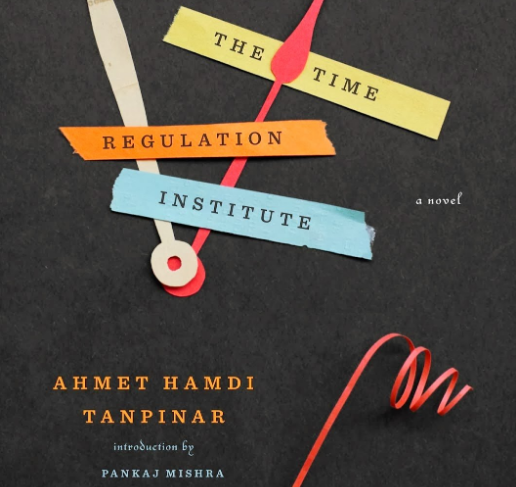 THE TIME
REGULATION
INSTITUTE
a novel
AHMET HAMDI
TANPINAR
introduction by
PANKAJ MISHRA